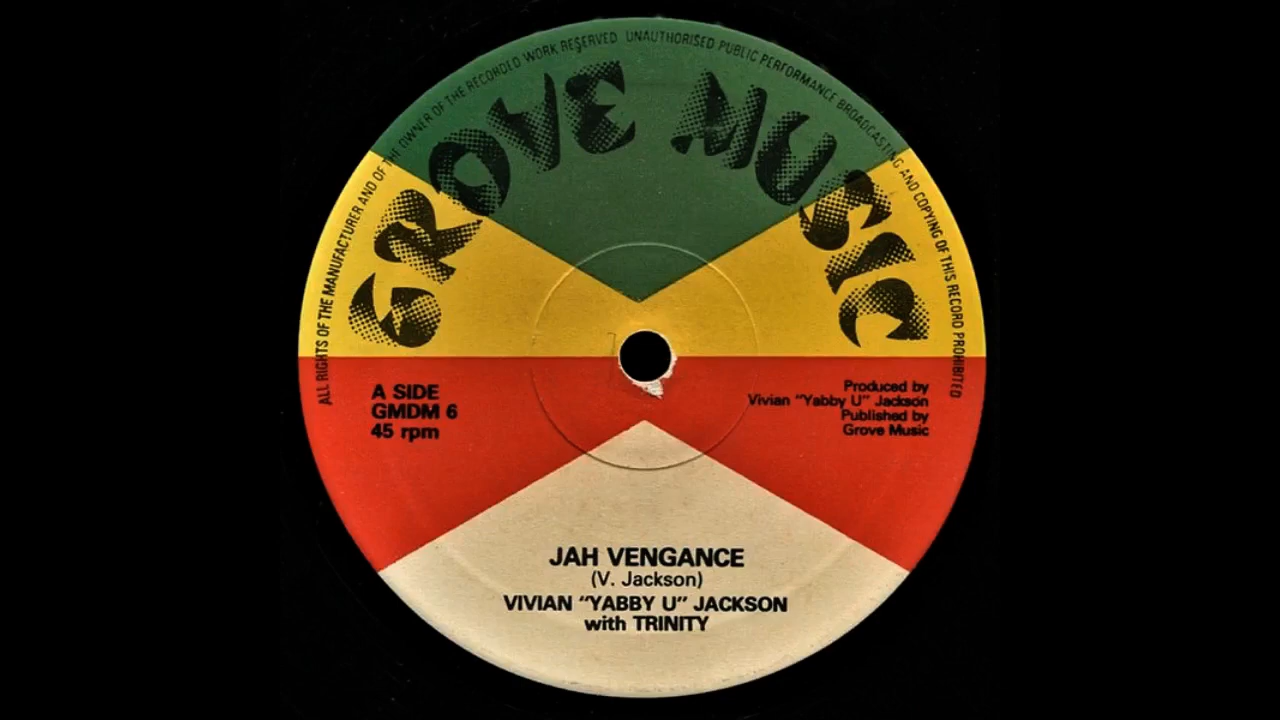 ALL RIGHTS OF THE MANUFACTURER AND OF THE OWNER OF THE RECORDED WORK RESERVED UNAUTHORISED PUBLIC PERFORMANCE BROADCASTING AND COPYING OF THIS RECORD PROHIBITED
GROVE MUSIC
A SIDE
GMDM 6
45 rpm
Produced by
Vivian "Yabby U" Jackson
Published by
Grove Music
JAH VENGANCE
(V. Jackson)
VIVIAN "YABBY U" JACKSON
with TRINITY